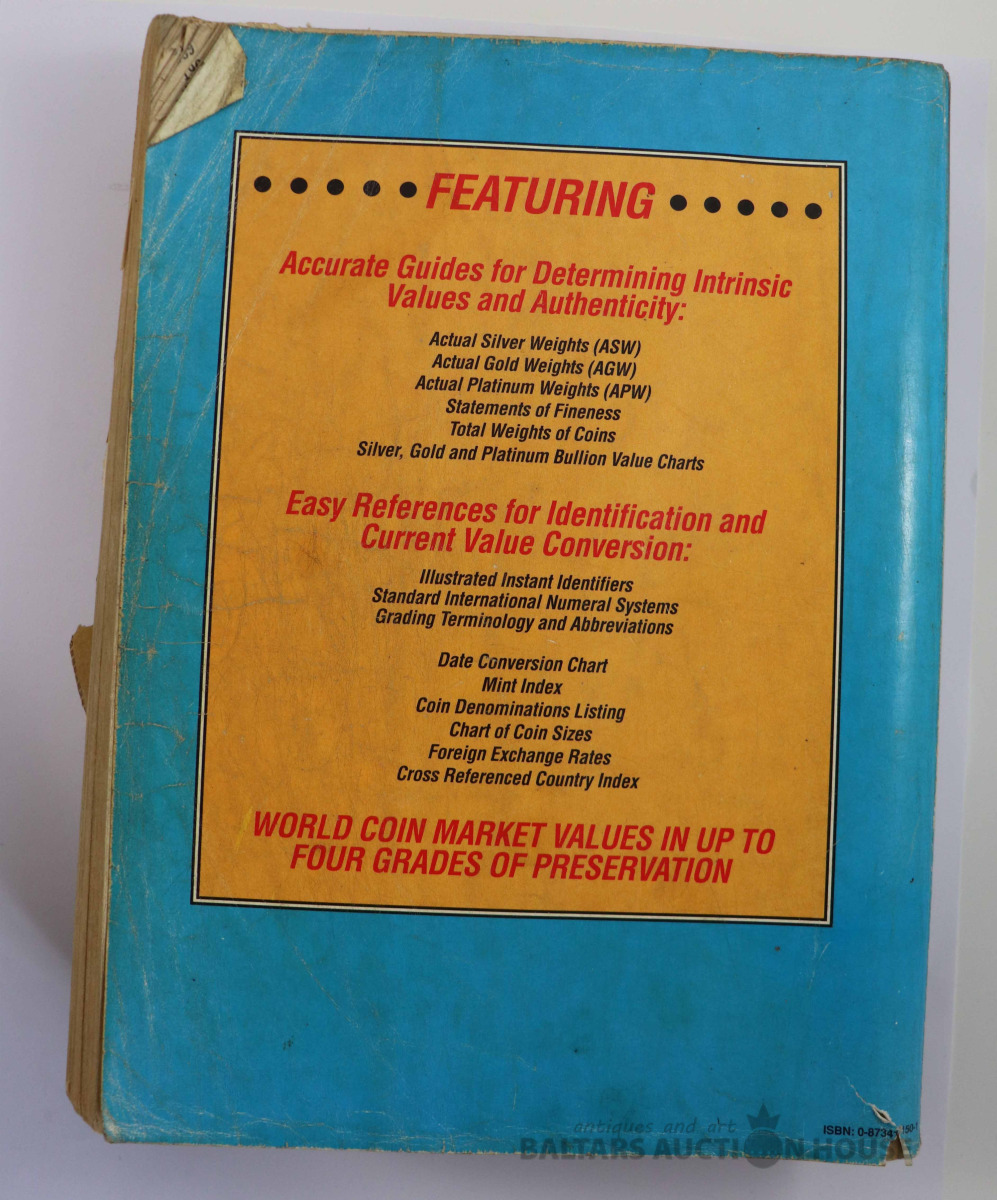 ● ● ● ● ● FEATURING ● ● ● ● ●
Accurate Guides for Determining Intrinsic
Values and Authenticity:
Actual Silver Weights (ASW)
Actual Gold Weights (AGW)
Actual Platinum Weights (APW)
Statements of Fineness
Total Weights of Coins
Silver, Gold and Platinum Bullion Value Charts
Easy References for Identification and
Current Value Conversion:
Illustrated Instant Identifiers
Standard International Numeral Systems
Grading Terminology and Abbreviations
Date Conversion Chart
Mint Index
Coin Denominations Listing
Chart of Coin Sizes
Foreign Exchange Rates
Cross Referenced Country Index
WORLD COIN MARKET VALUES IN UP TO
FOUR GRADES OF PRESERVATION
ISBN: 0-8734
antiques and art
BALTARS AUCTION HOUSE